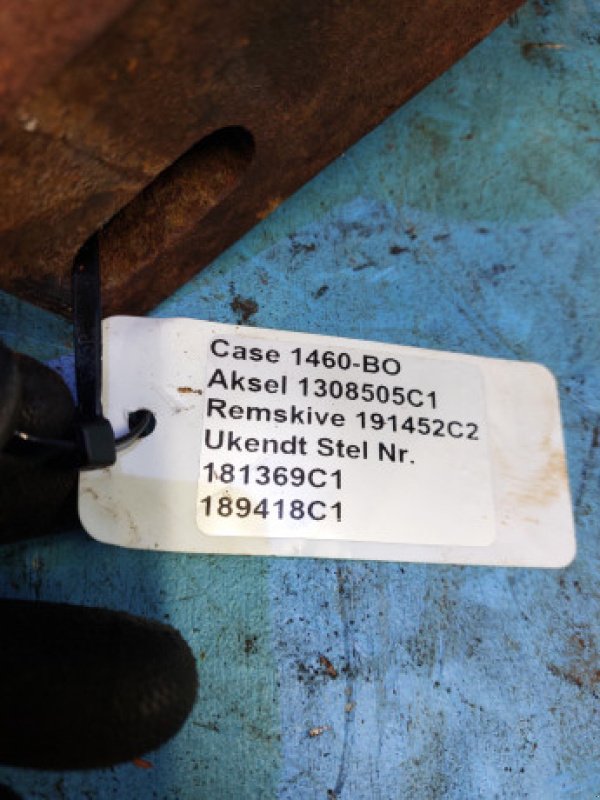 Case 1460-BO
Aksel 1308505C1
Remskive 191452C2
Ukendt Stel Nr.
181369C1
189418C1